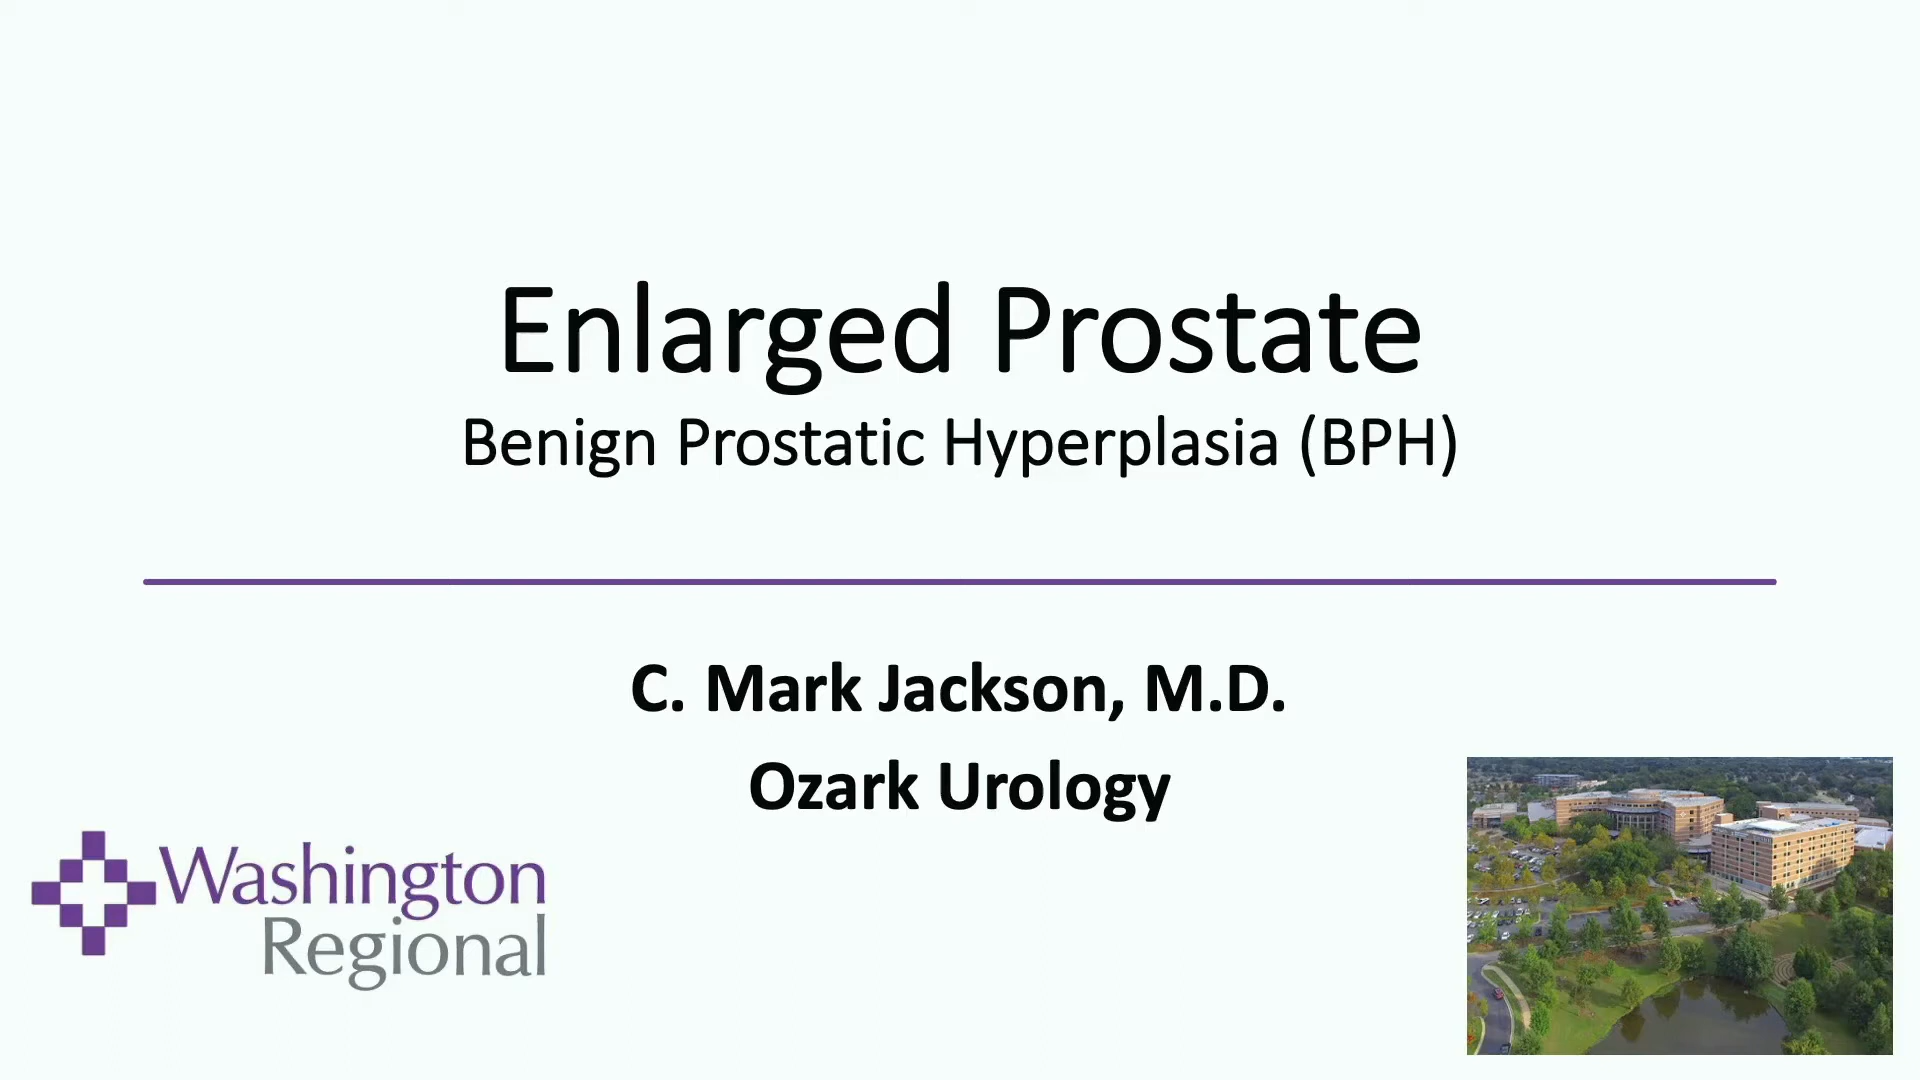 Enlarged Prostate
Benign Prostatic Hyperplasia (BPH)
C. Mark Jackson, M.D.
Ozark Urology
Washington
Regional